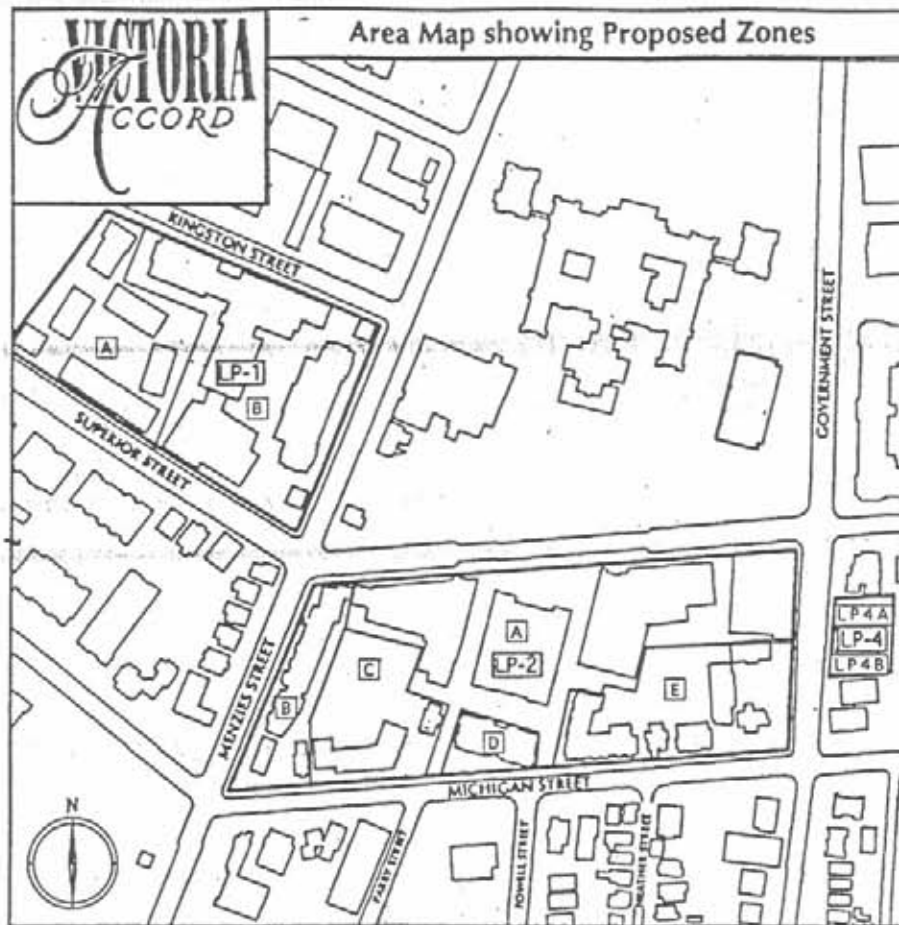 VICTORIA
ACCORD
Area Map showing Proposed Zones
KINGSTON STREET
A
LP-1
B
SUPERIOR STREET
GOVERNMENT STREET
MENZIES STREET
A
LP-2
B
C
D
E
LP4A
LP-4
LP4B
MICHIGAN STREET
PARRY STREET
POWELL STREET
HEATHER STREET
N